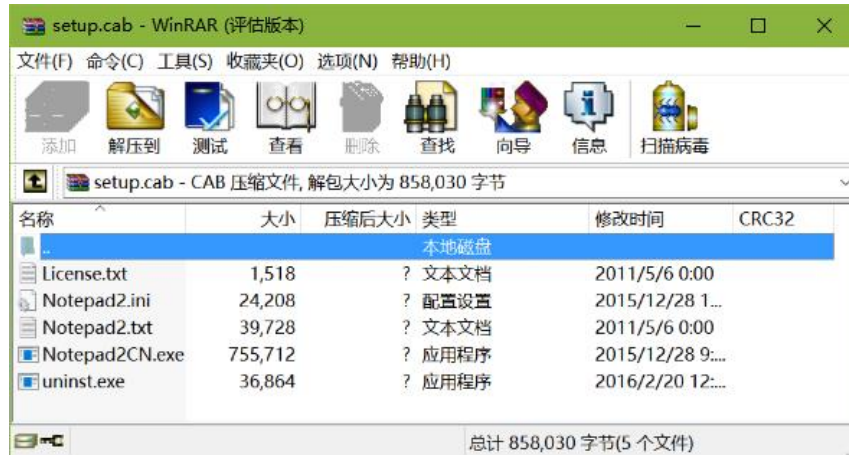 setup.cab - WinRAR (评估版本)
文件(F) 命令(C) 工具(S) 收藏夹(O) 选项(N) 帮助(H)
添加 解压到 测试 查看 删除 查找 向导 信息 扫描病毒
setup.cab - CAB 压缩文件, 解包大小为 858,030 字节
名称 大小 压缩后大小 类型 修改时间 CRC32
.. 本地磁盘
License.txt 1,518 ? 文本文档 2011/5/6 0:00
Notepad2.ini 24,208 ? 配置设置 2015/12/28 1...
Notepad2.txt 39,728 ? 文本文档 2011/5/6 0:00
Notepad2CN.exe 755,712 ? 应用程序 2015/12/28 9:...
uninst.exe 36,864 ? 应用程序 2016/2/20 12:...
总计 858,030 字节(5 个文件)